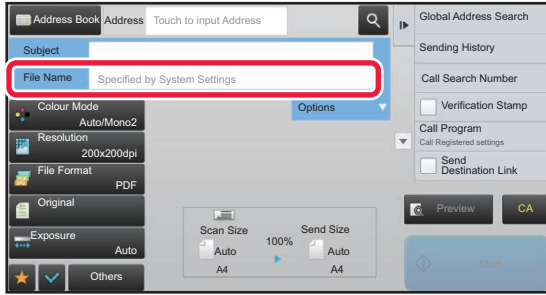 Address Book
Address
Touch to input Address
Subject
File Name
Specified by System Settings
Colour Mode
Auto/Mono2
Options
Resolution
200x200dpi
File Format
PDF
Original
Exposure
Auto
Others
Scan Size
100%
Send Size
Auto
Auto
A4
A4
Global Address Search
Sending History
Call Search Number
Verification Stamp
Call Program
Call Registered settings
Send
Destination Link
Preview
CA
Start